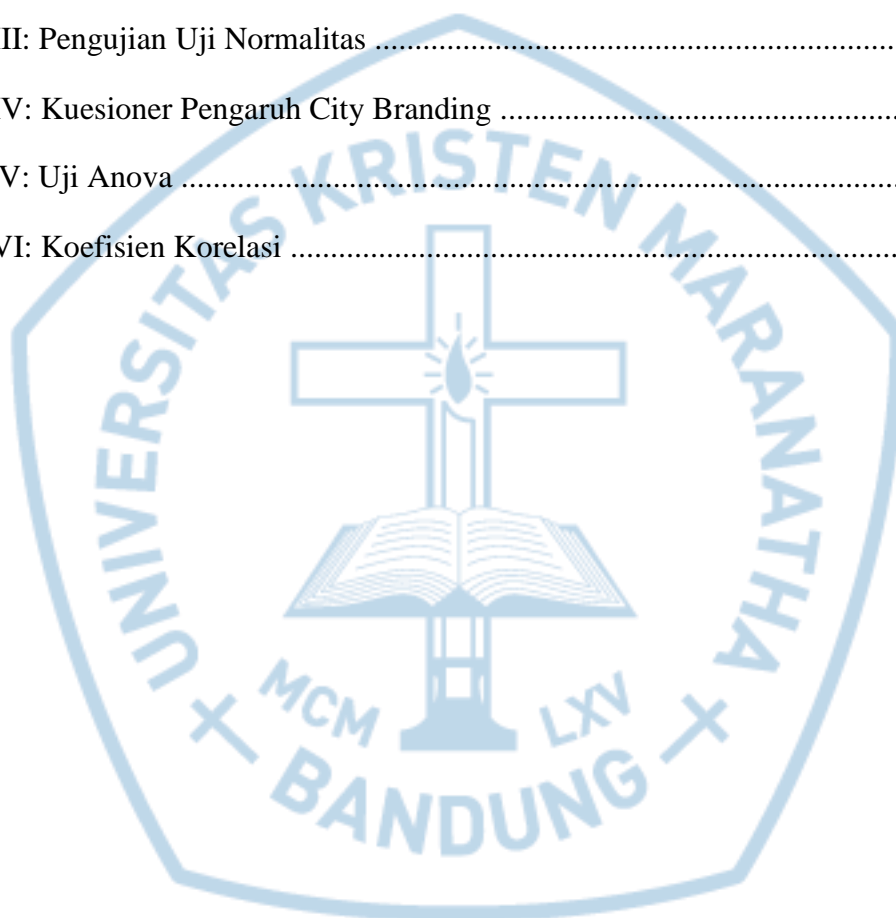 II: Pengujian Uji Normalitas ..................................................................
V: Kuesioner Pengaruh City Branding ..................................................
V: Uji Anova ..........................................................................................
VI: Koefisien Korelasi ............................................................................
UNIVERSITAS KRISTEN MARANATHA
MCM LXV
BANDUNG